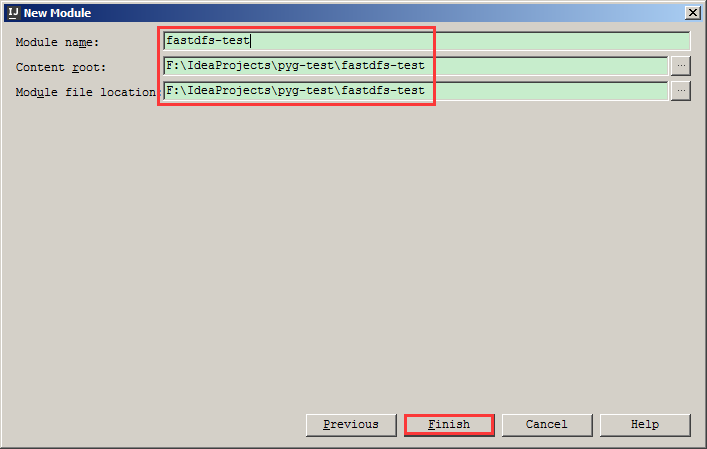 IJ New Module
Module name: fastdfs-test
Content root: F:\IdeaProjects\pyg-test\fastdfs-test ...
Module file location: F:\IdeaProjects\pyg-test\fastdfs-test ...
Previous Finish Cancel Help